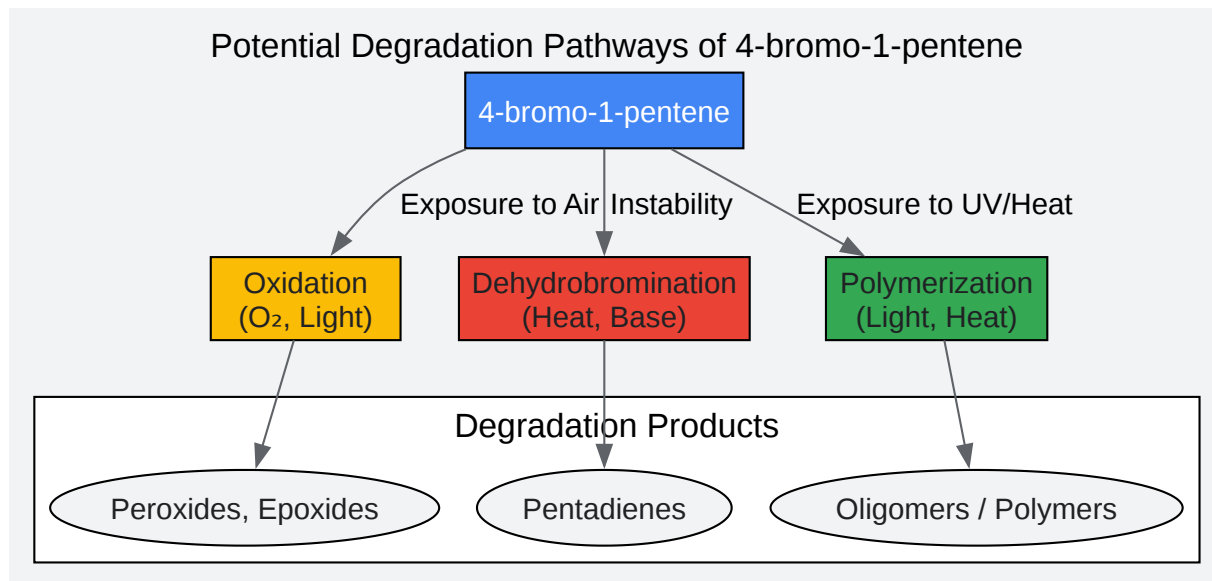 Potential Degradation Pathways of 4-bromo-1-pentene
4-bromo-1-pentene
Exposure to Air
Instability
Exposure to UV/Heat
Oxidation
(O₂, Light)
Dehydrobromination
(Heat, Base)
Polymerization
(Light, Heat)
Degradation Products
Peroxides, Epoxides
Pentadienes
Oligomers / Polymers